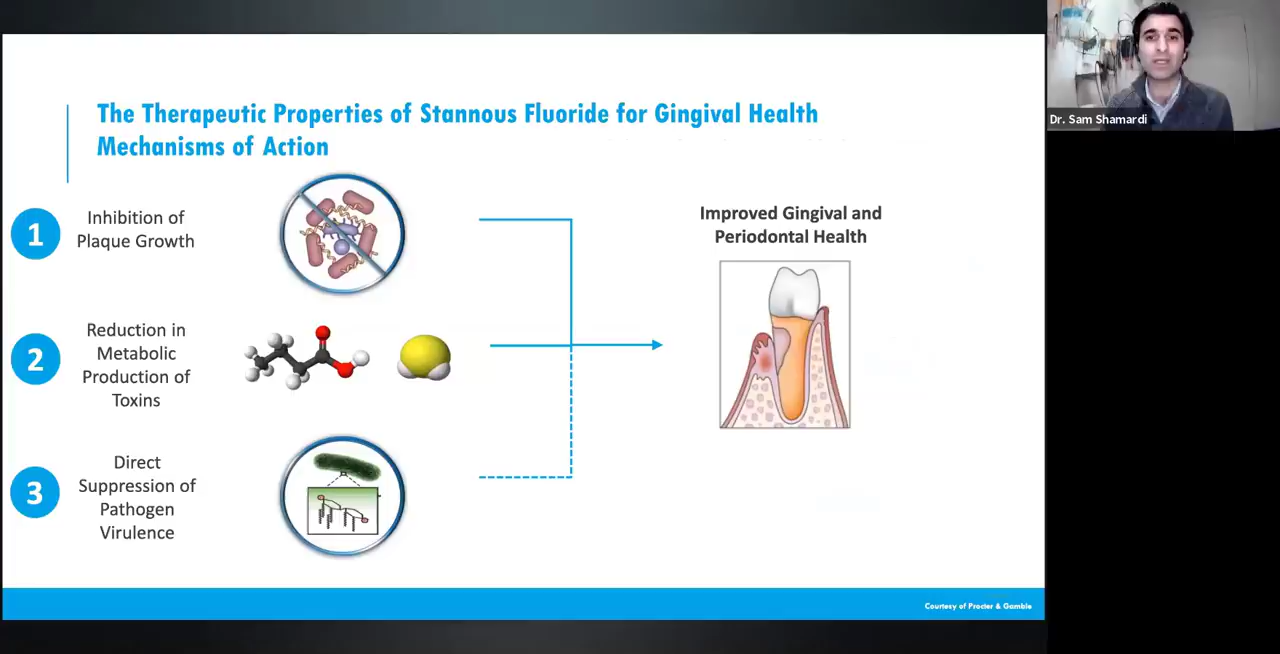 The Therapeutic Properties of Stannous Fluoride for Gingival Health
Mechanisms of Action
1
Inhibition of
Plaque Growth
2
Reduction in
Metabolic
Production of
Toxins
3
Direct
Suppression of
Pathogen
Virulence
Improved Gingival and
Periodontal Health
Courtesy of Procter & Gamble
Dr. Sam Shamardi